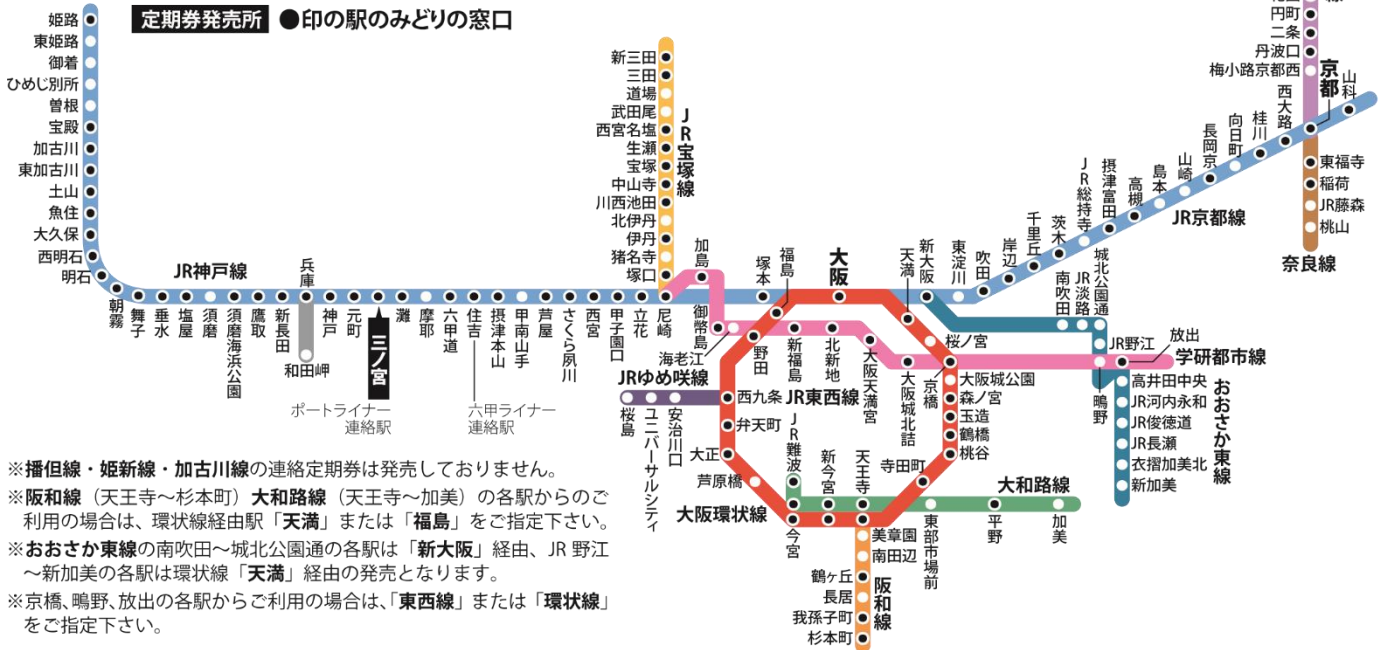 定期券発売所 ●印の駅のみどりの窓口
姫路
東姫路
御着
ひめじ別所
曽根
宝殿
加古川
東加古川
土山
魚住
大久保
西明石
明石
朝霧
舞子
垂水
塩屋
須磨
須磨海浜公園
鷹取
新長田
兵庫
和田岬
神戸
元町
三ノ宮
灘
摩耶
六甲道
住吉
摂津本山
甲南山手
芦屋
さくら夙川
西宮
甲子園口
立花
尼崎
JR神戸線
ポートライナー
連絡駅
六甲ライナー
連絡駅
新三田
三田
道場
武田尾
西宮名塩
生瀬
宝塚
中山寺
川西池田
北伊丹
伊丹
猪名寺
塚口
JR宝塚線
加島
御幣島
海老江
新福島
北新地
大阪天満宮
大阪城北詰
京橋
JR東西線
塚本
福島
大阪
天満
桜ノ宮
大阪城公園
森ノ宮
玉造
鶴橋
桃谷
寺田町
天王寺
新今宮
今宮
芦原橋
大正
弁天町
西九条
野田
大阪環状線
JRゆめ咲線
桜島
ユニバーサルシティ
安治川口
JR難波
東部市場前
平野
加美
大和路線
美章園
南田辺
鶴ヶ丘
長居
我孫子町
杉本町
阪和線
新大阪
東淀川
吹田
岸辺
千里丘
茨木
JR総持寺
摂津富田
高槻
島本
山崎
長岡京
向日町
桂川
西大路
京都
山科
JR京都線
南吹田
JR淡路
城北公園通
JR野江
鴫野
放出
学研都市線
高井田中央
JR河内永和
JR俊徳道
JR長瀬
衣摺加美北
新加美
おおさか東線
円町
二条
丹波口
梅小路京都西
東福寺
稲荷
JR藤森
桃山
奈良線
※播但線・姫新線・加古川線の連絡定期券は発売しておりません。
※阪和線（天王寺～杉本町）大和路線（天王寺～加美）の各駅からのご
利用の場合は、環状線経由駅「天満」または「福島」をご指定下さい。
※おおさか東線の南吹田～城北公園通の各駅は「新大阪」経由、JR野江
～新加美の各駅は環状線「天満」経由の発売となります。
※京橋、鴫野、放出の各駅からご利用の場合は、「東西線」または「環状線」
をご指定下さい。